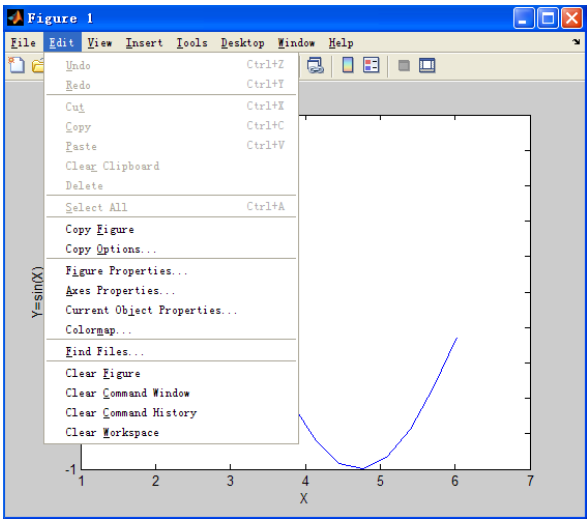 Figure 1
File Edit View Insert Tools Desktop Window Help
Undo Ctrl+Z
Redo Ctrl+Y
Cut Ctrl+X
Copy Ctrl+C
Paste Ctrl+V
Clear Clipboard
Delete
Select All Ctrl+A
Copy Figure
Copy Options...
Figure Properties...
Axes Properties...
Current Object Properties...
Colormap...
Find Files...
Clear Figure
Clear Command Window
Clear Command History
Clear Workspace
Y=sin(X)
-1
1 2 3 4 5 6 7
X